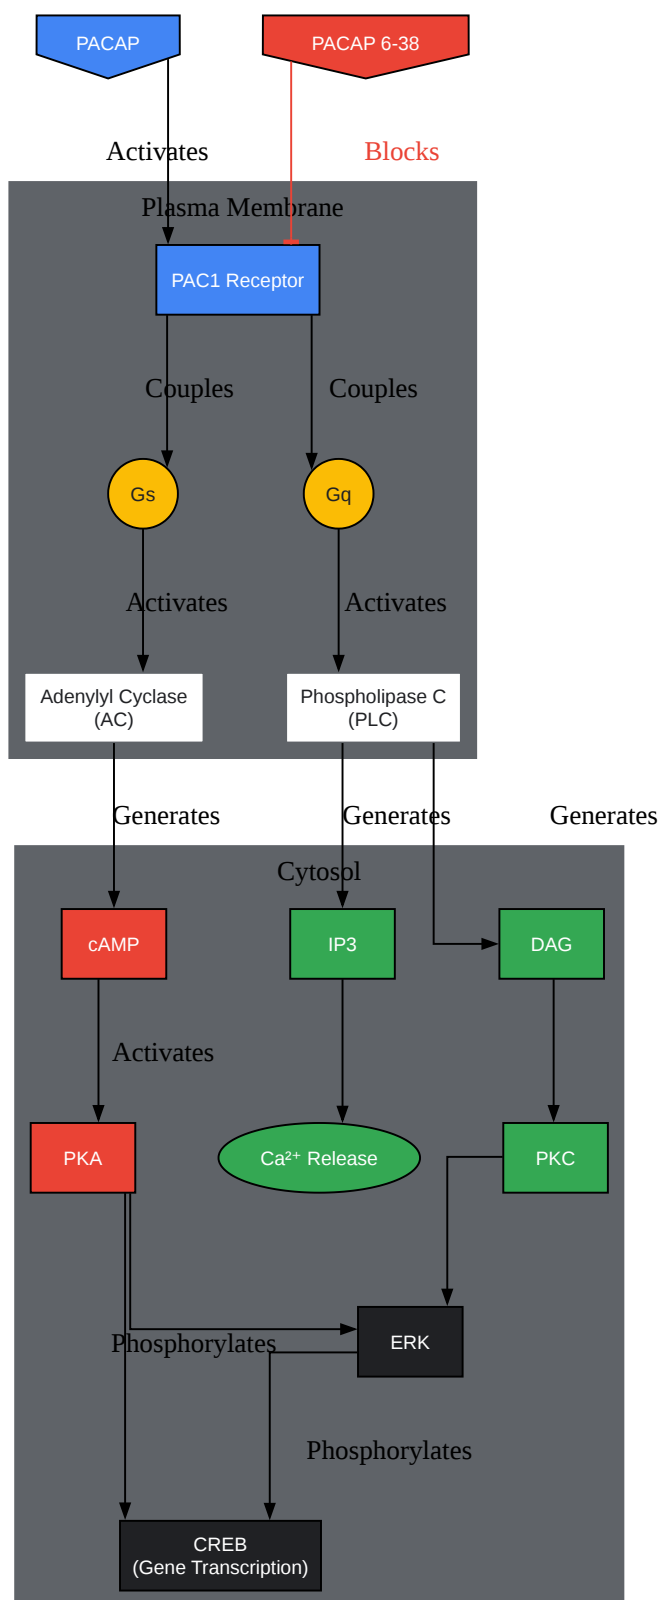 PACAP
PACAP 6-38
Activates
Blocks
Plasma Membrane
PAC1 Receptor
Couples
Couples
Gs
Gq
Activates
Activates
Adenylyl Cyclase
(AC)
Phospholipase C
(PLC)
Generates
Generates
Generates
Cytosol
cAMP
IP3
DAG
Activates
PKA
Ca²⁺ Release
PKC
Phosphorylates
ERK
Phosphorylates
CREB
(Gene Transcription)